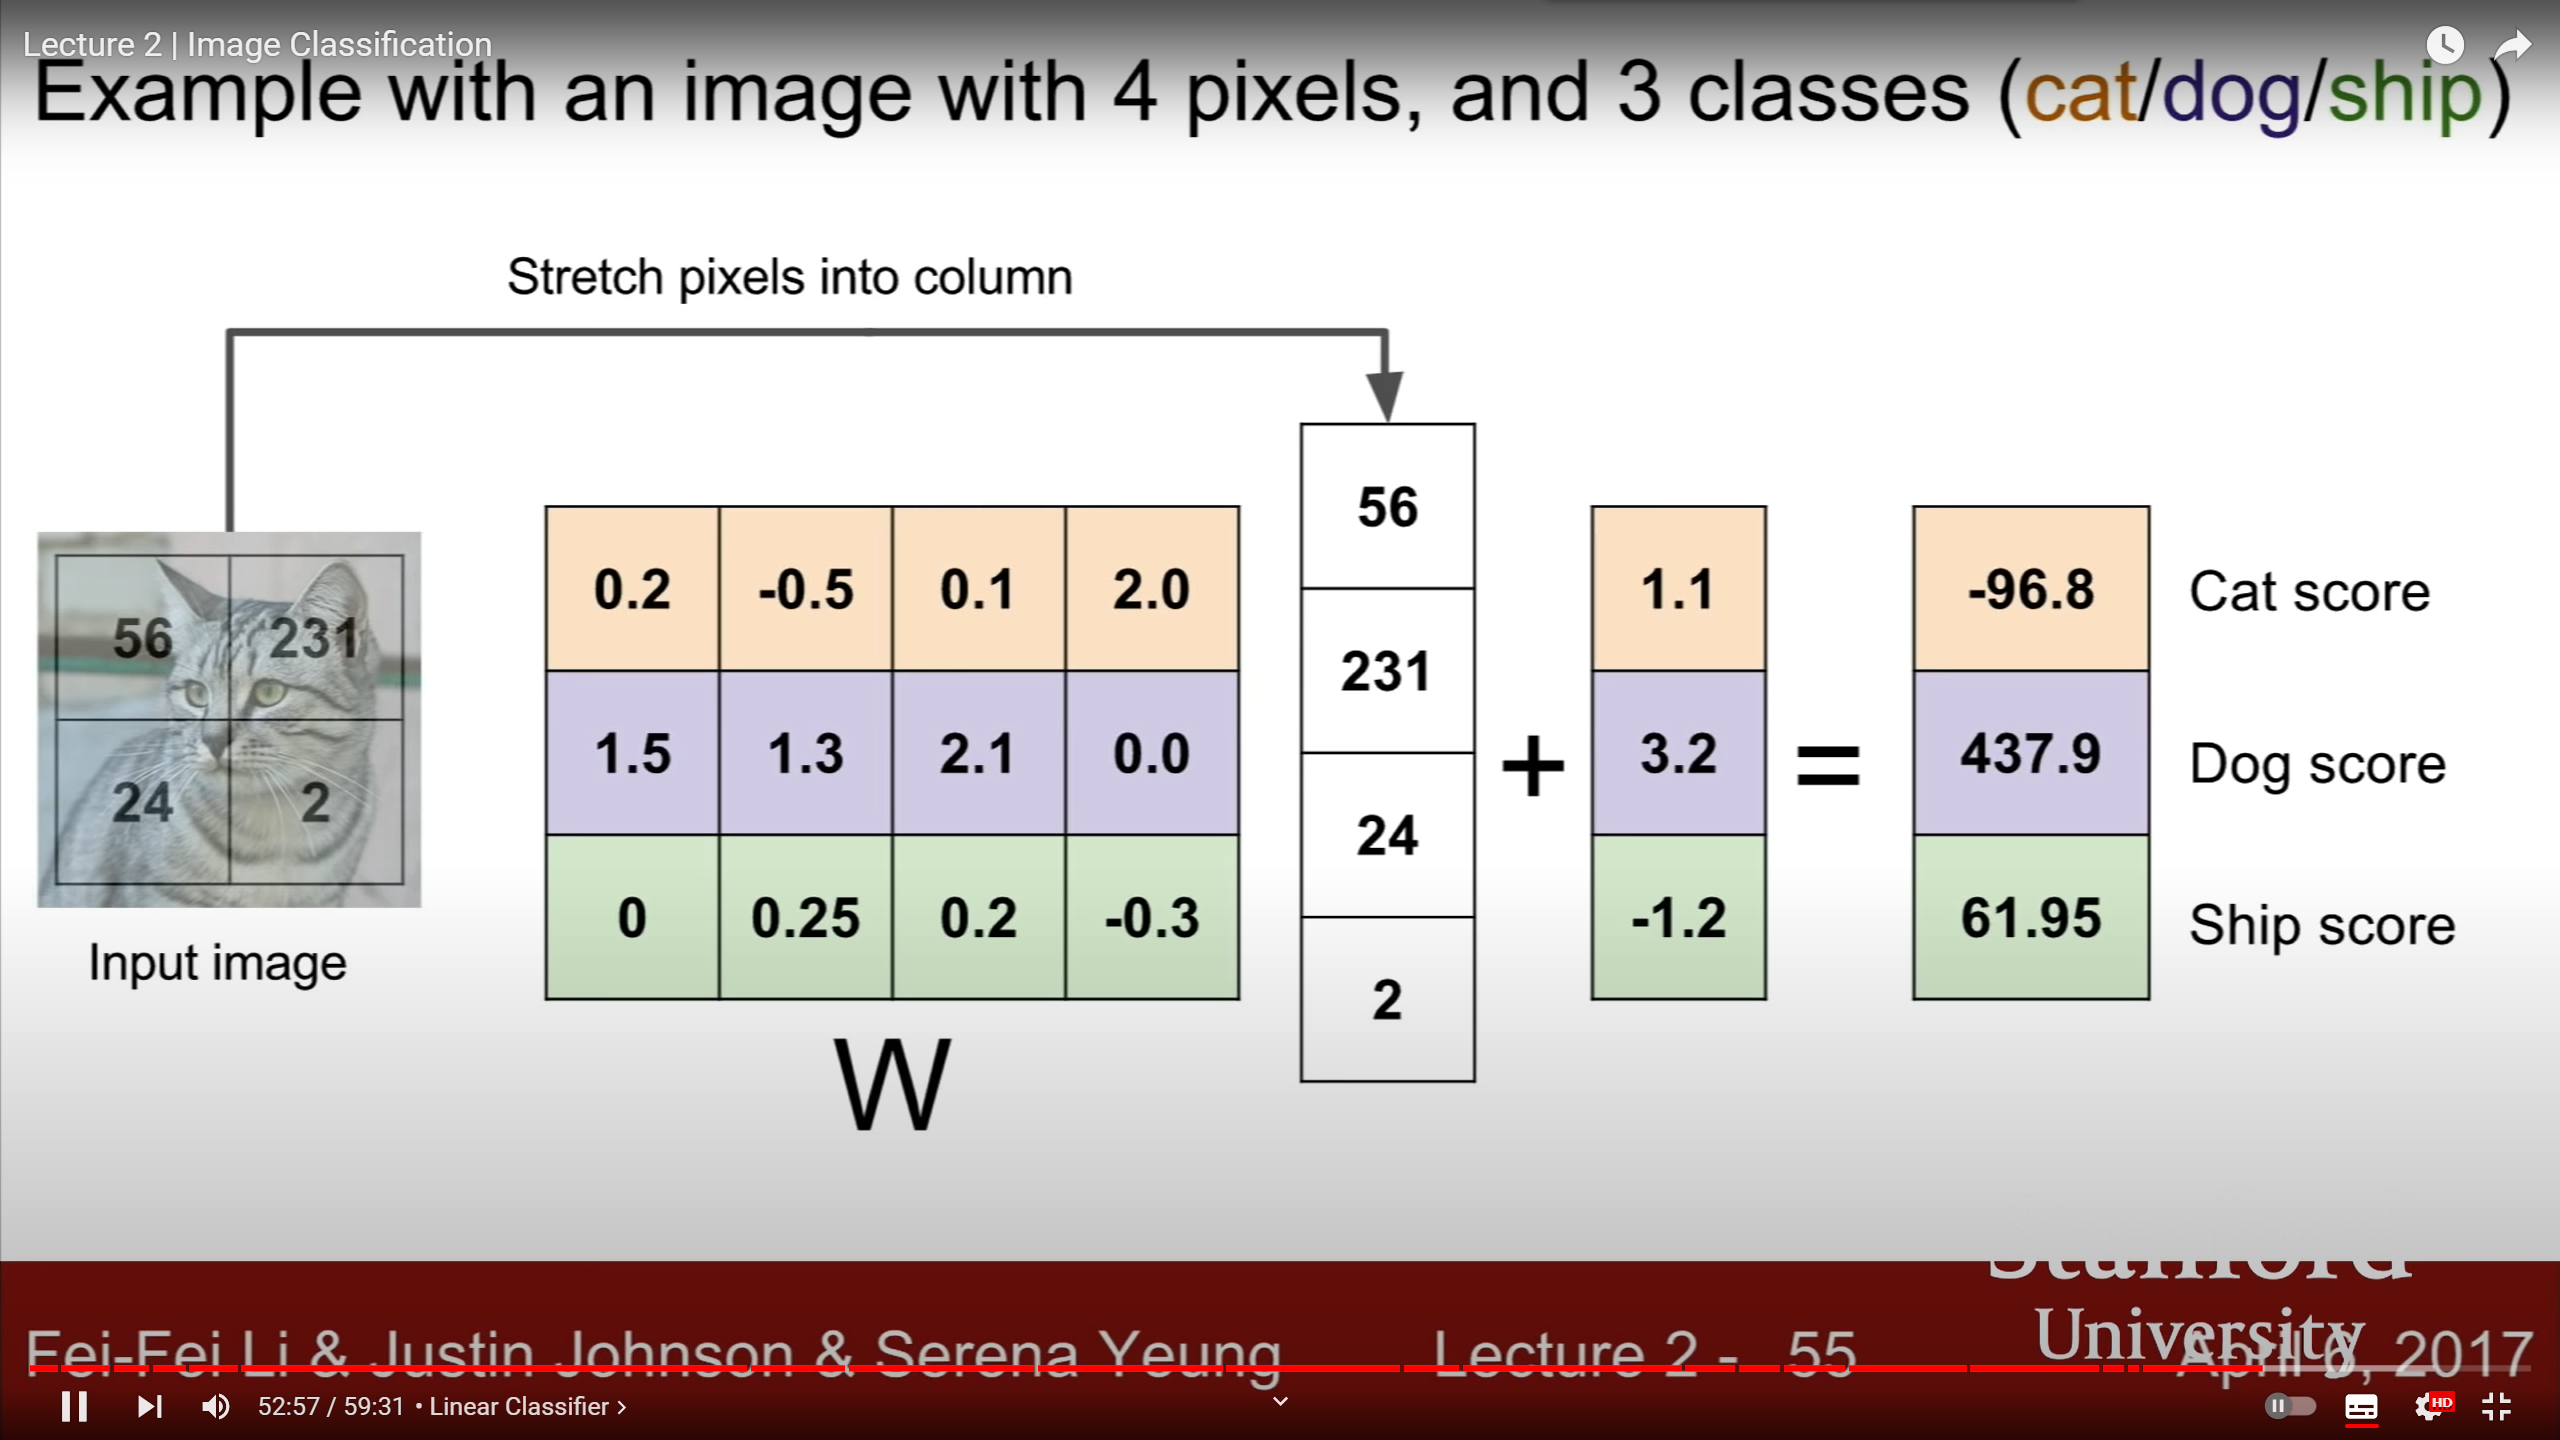 Lecture 2 | Image Classification
Example with an image with 4 pixels, and 3 classes (cat/dog/ship)
Stretch pixels into column
56 231
24 2
Input image
0.2 -0.5 0.1 2.0
1.5 1.3 2.1 0.0
0 0.25 0.2 -0.3
W
56
231
24
2
+
1.1
3.2
-1.2
=
-96.8 Cat score
437.9 Dog score
61.95 Ship score
Stanford
University
Fei-Fei Li & Justin Johnson & Serena Yeung Lecture 2 - 55 April 6, 2017
52:57 / 59:31 • Linear Classifier >
HD